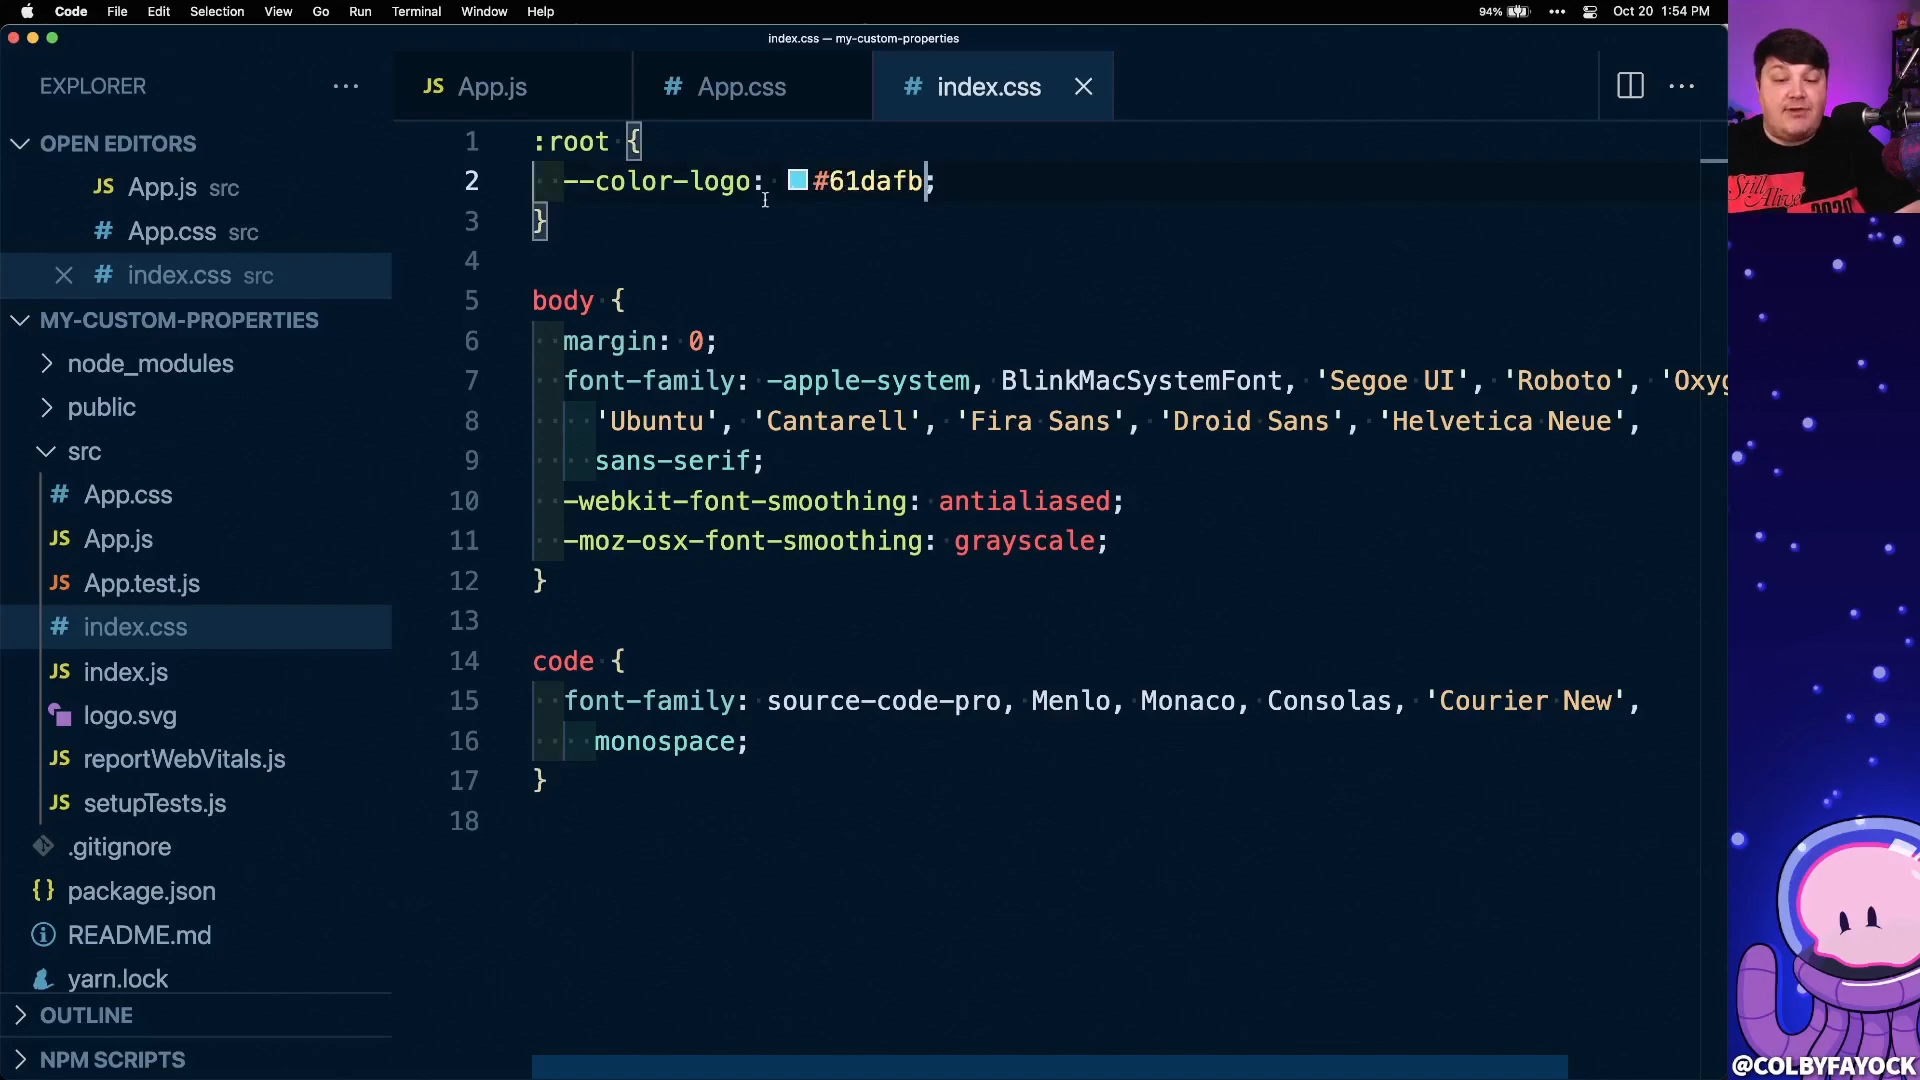 Code File Edit Selection View Go Run Terminal Window Help 94% Oct 20 1:54 PM
index.css — my-custom-properties
EXPLORER
OPEN EDITORS
JS App.js src
# App.css src
# index.css src
MY-CUSTOM-PROPERTIES
node_modules
public
src
# App.css
JS App.js
JS App.test.js
# index.css
JS index.js
logo.svg
JS reportWebVitals.js
JS setupTests.js
.gitignore
{} package.json
README.md
yarn.lock
OUTLINE
NPM SCRIPTS
JS App.js # App.css # index.css
1 :root {
2 --color-logo: #61dafb;
3 }
4
5 body {
6 margin: 0;
7 font-family: -apple-system, BlinkMacSystemFont, 'Segoe UI', 'Roboto', 'Oxyg
8 'Ubuntu', 'Cantarell', 'Fira Sans', 'Droid Sans', 'Helvetica Neue',
9 sans-serif;
10 -webkit-font-smoothing: antialiased;
11 -moz-osx-font-smoothing: grayscale;
12 }
13
14 code {
15 font-family: source-code-pro, Menlo, Monaco, Consolas, 'Courier New',
16 monospace;
17 }
18
Still Alive
2020
@COLBYFAYOCK